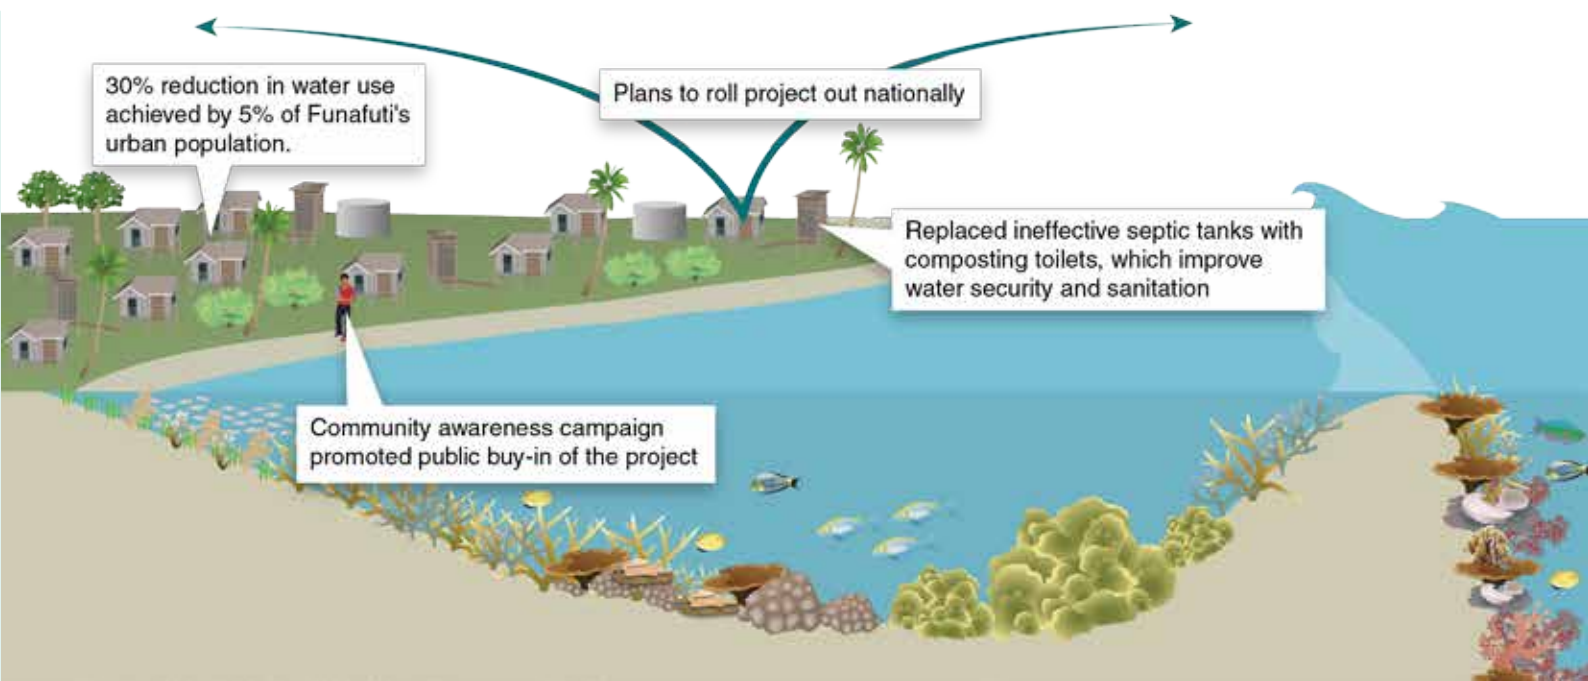 30% reduction in water use
achieved by 5% of Funafuti's
urban population.
Plans to roll project out nationally
Replaced ineffective septic tanks with
composting toilets, which improve
water security and sanitation
Community awareness campaign
promoted public buy-in of the project